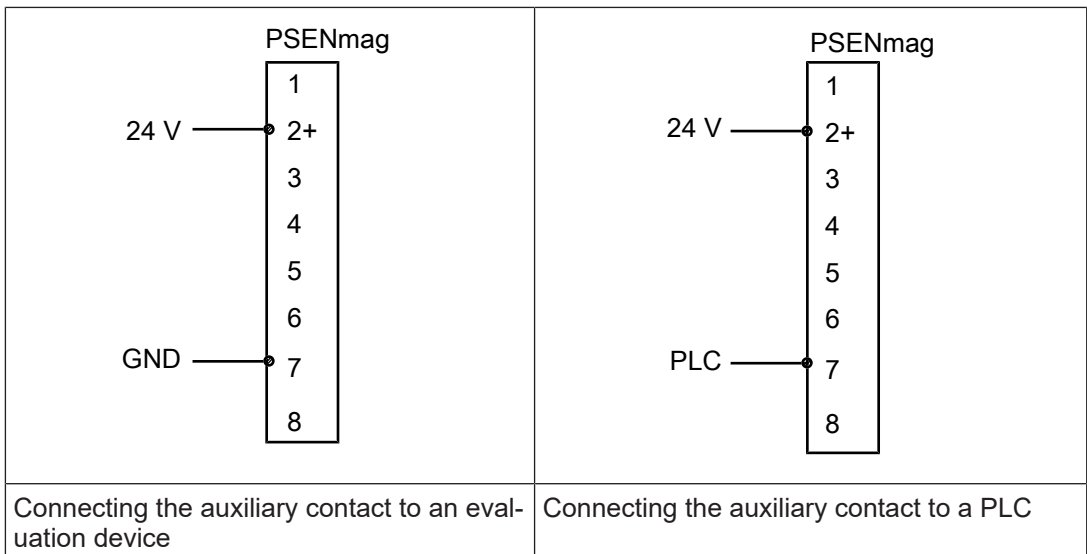 PSENmag
1
24 V 2+
3
4
5
6
GND 7
8
PSENmag
1
24 V 2+
3
4
5
6
PLC 7
8
Connecting the auxiliary contact to an eval-
uation device
Connecting the auxiliary contact to a PLC